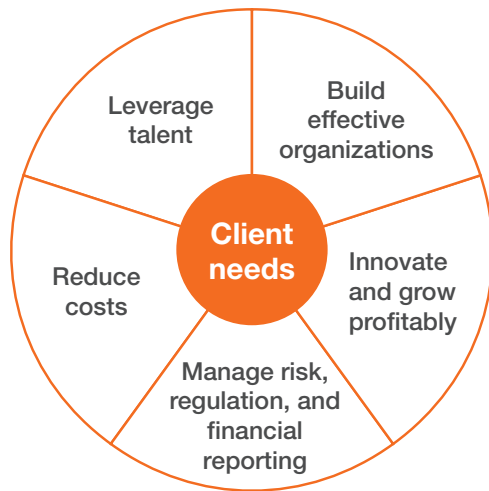 Leverage
talent
Build
effective
organizations
Client
needs
Reduce
costs
Innovate
and grow
profitably
Manage risk,
regulation, and
financial
reporting